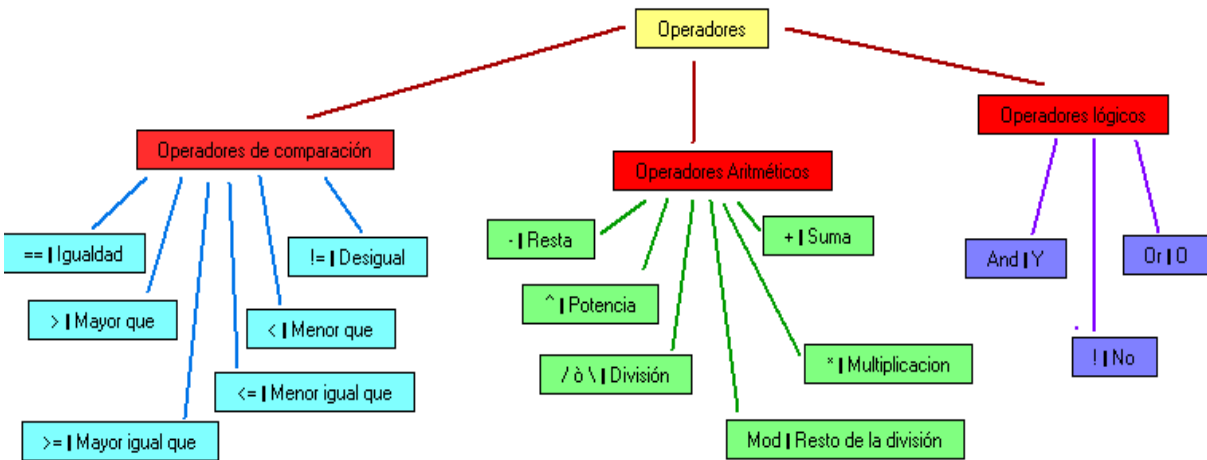 Operadores
Operadores de comparación
== | Igualdad
!= | Desigual
> | Mayor que
< | Menor que
<= | Menor igual que
>= | Mayor igual que
Operadores Aritméticos
- | Resta
+ | Suma
^ | Potencia
/ ò \ | División
* | Multiplicacion
Mod | Resto de la división
Operadores lógicos
And | Y
Or | O
! | No